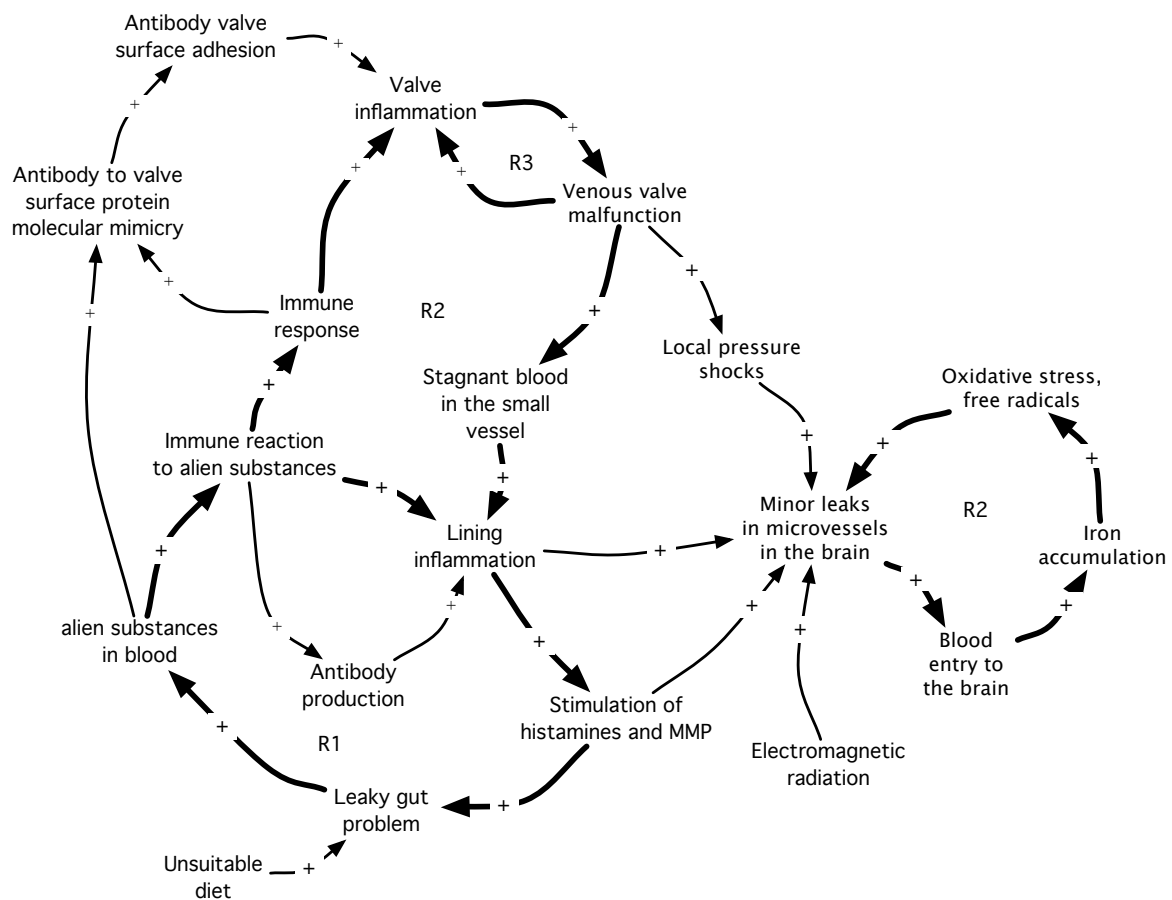 Antibody valve
surface adhesion
+
Valve
inflammation
+
+
R3
+
+
Antibody to valve
surface protein
molecular mimicry
Venous valve
malfunction
+
+
+
Immune
response
R2
+
+
Local pressure
shocks
Stagnant blood
in the small
vessel
Oxidative stress,
free radicals
+
Immune reaction
to alien substances
+
+
+
+
+
Minor leaks
in microvessels
in the brain
R2
Lining
inflammation
+
Iron
accumulation
+
+
+
+
+
+
alien substances
in blood
+
+
Blood
entry to
the brain
Antibody
production
Stimulation of
histamines and MMP
+
R1
Electromagnetic
radiation
Leaky gut
problem
+
Unsuitable
diet
+